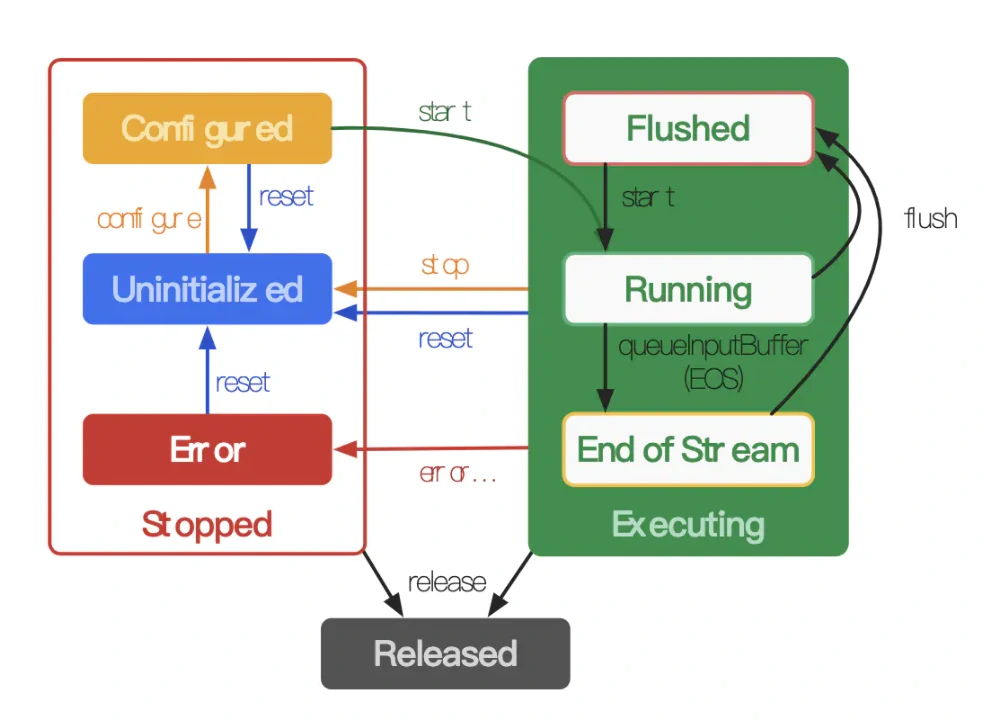 start
Configured
Flushed
reset
start
configure
flush
stop
Uninitialized
Running
reset
queueInputBuffer
(EOS)
reset
Error
End of Stream
error...
Stopped
Executing
release
Released